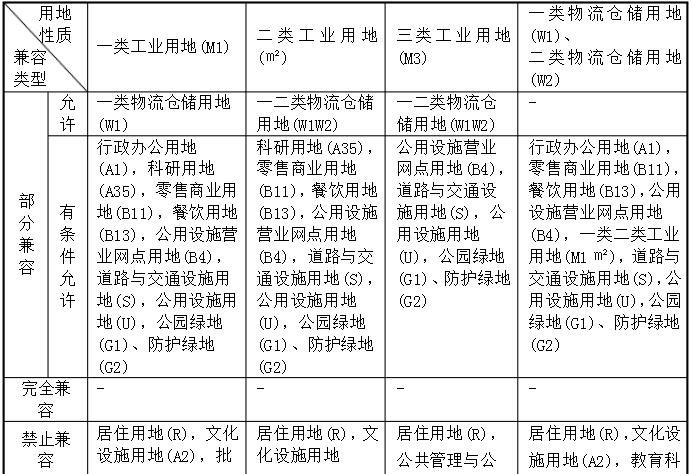 用地
性质
兼容
类型
一类工业用地(M1)
二类工业用地
(㎡)
三类工业用地
(M3)
一类物流仓储用地
(W1)、
二类物流仓储用地
(W2)
部
分
兼
容
允
许
一类物流仓储用地
(W1)
一二类物流仓储
用地(W1W2)
一二类物流仓
储用地(W1W2)
-
有
条
件
允
许
行政办公用地
(A1)，科研用地
(A35)，零售商业用
地(B11)，餐饮用地
(B13)，公用设施营
业网点用地(B4)，
道路与交通设施用
地(S)，公用设施用
地(U)，公园绿地
(G1)、防护绿地
(G2)
科研用地(A35)，
零售商业用地
(B11)，餐饮用地
(B13)，公用设施
营业网点用地
(B4)，道路与交
通设施用地(S)，
公用设施用地
(U)，公园绿地
(G1)、防护绿地
(G2)
公用设施营业
网点用地(B4)，
道路与交通设
施用地(S)，公
用设施用地
(U)，公园绿地
(G1)、防护绿地
(G2)
行政办公用地(A1)，
零售商业用地(B11)，
餐饮用地(B13)，公用
设施营业网点用地
(B4)，一类二类工业
用地(M1 ㎡)，道路与
交通设施用地(S)，公
用设施用地(U)，公园
绿地(G1)、防护绿地
(G2)
完全兼
容
-
-
-
-
禁止兼
容
居住用地(R)，文化
设施用地(A2)，批
居住用地(R)，文
化设施用地
居住用地(R)，
公共管理与公
居住用地(R)，文化设
施用地(A2)，教育科